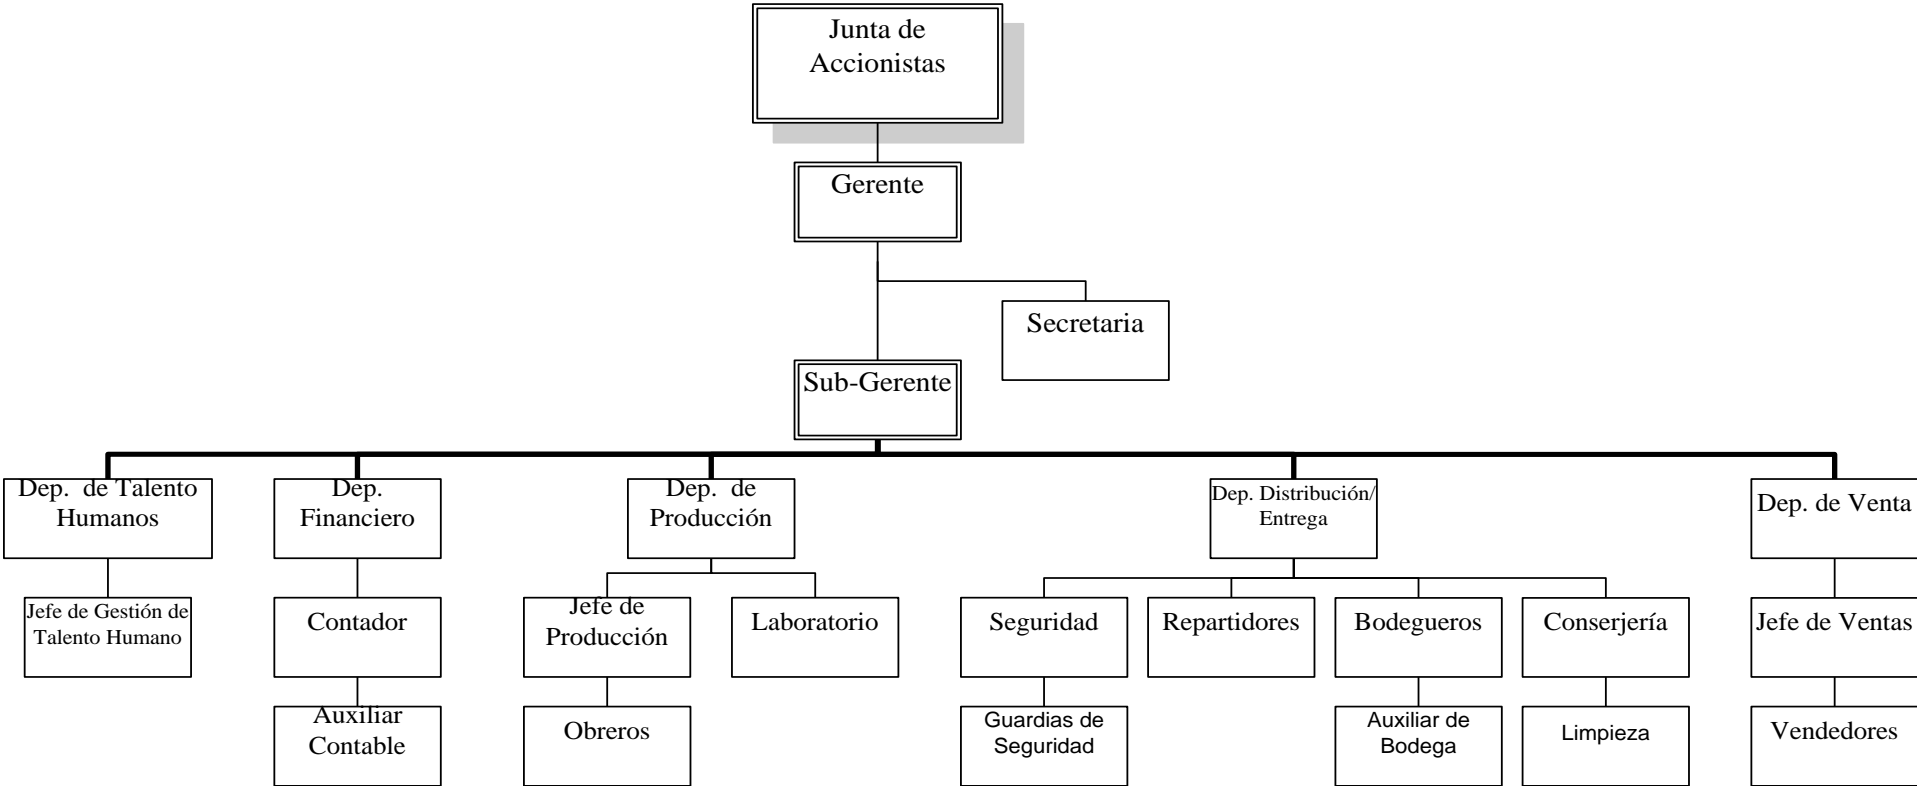 Junta de
Accionistas
Gerente
Secretaria
Sub-Gerente
Dep.  de Talento
Humanos
Dep.
Financiero
Dep.  de
Producción
Dep. Distribución/
Entrega
Dep. de Venta
Jefe de Gestión de
Talento Humano
Contador
Jefe de
Producción
Laboratorio
Seguridad
Repartidores
Bodegueros
Conserjería
Jefe de Ventas
Auxiliar
Contable
Obreros
Guardias de
Seguridad
Auxiliar de
Bodega
Limpieza
Vendedores